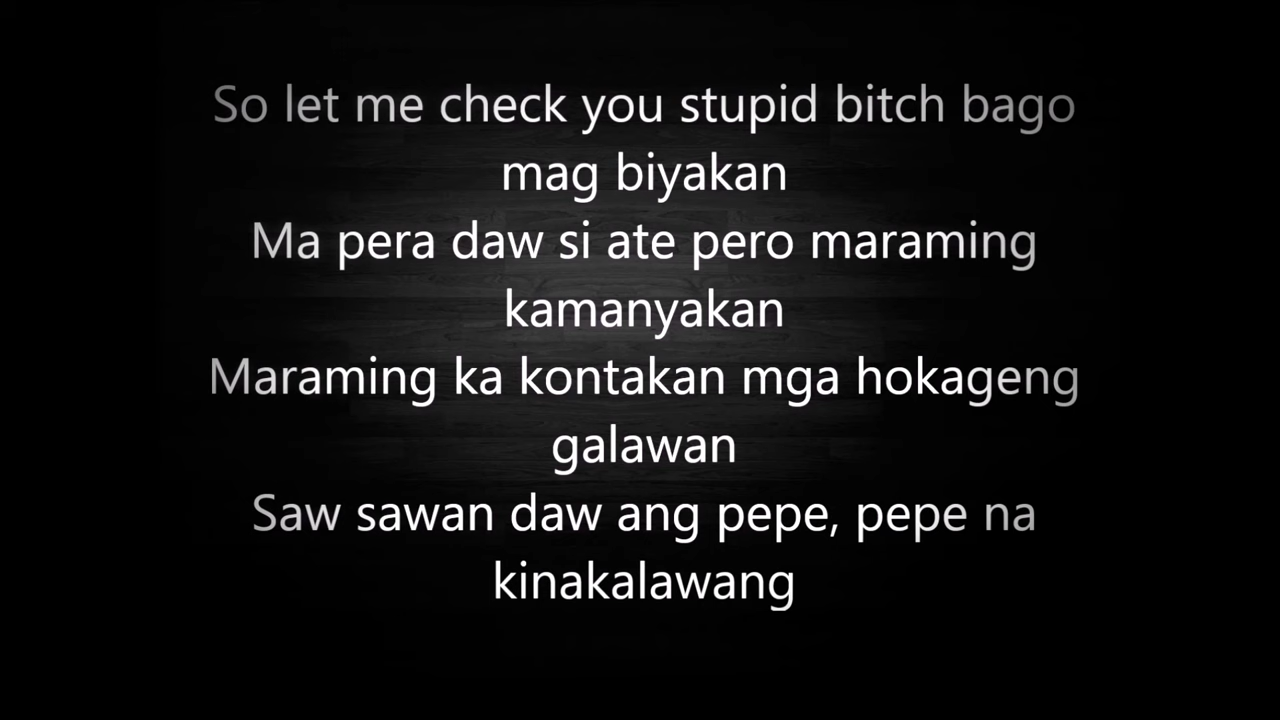 So let me check you stupid bitch bago
mag biyakan
Ma pera daw si ate pero maraming
kamanyakan
Maraming ka kontakan mga hokageng
galawan
Saw sawan daw ang pepe, pepe na
kinakalawang